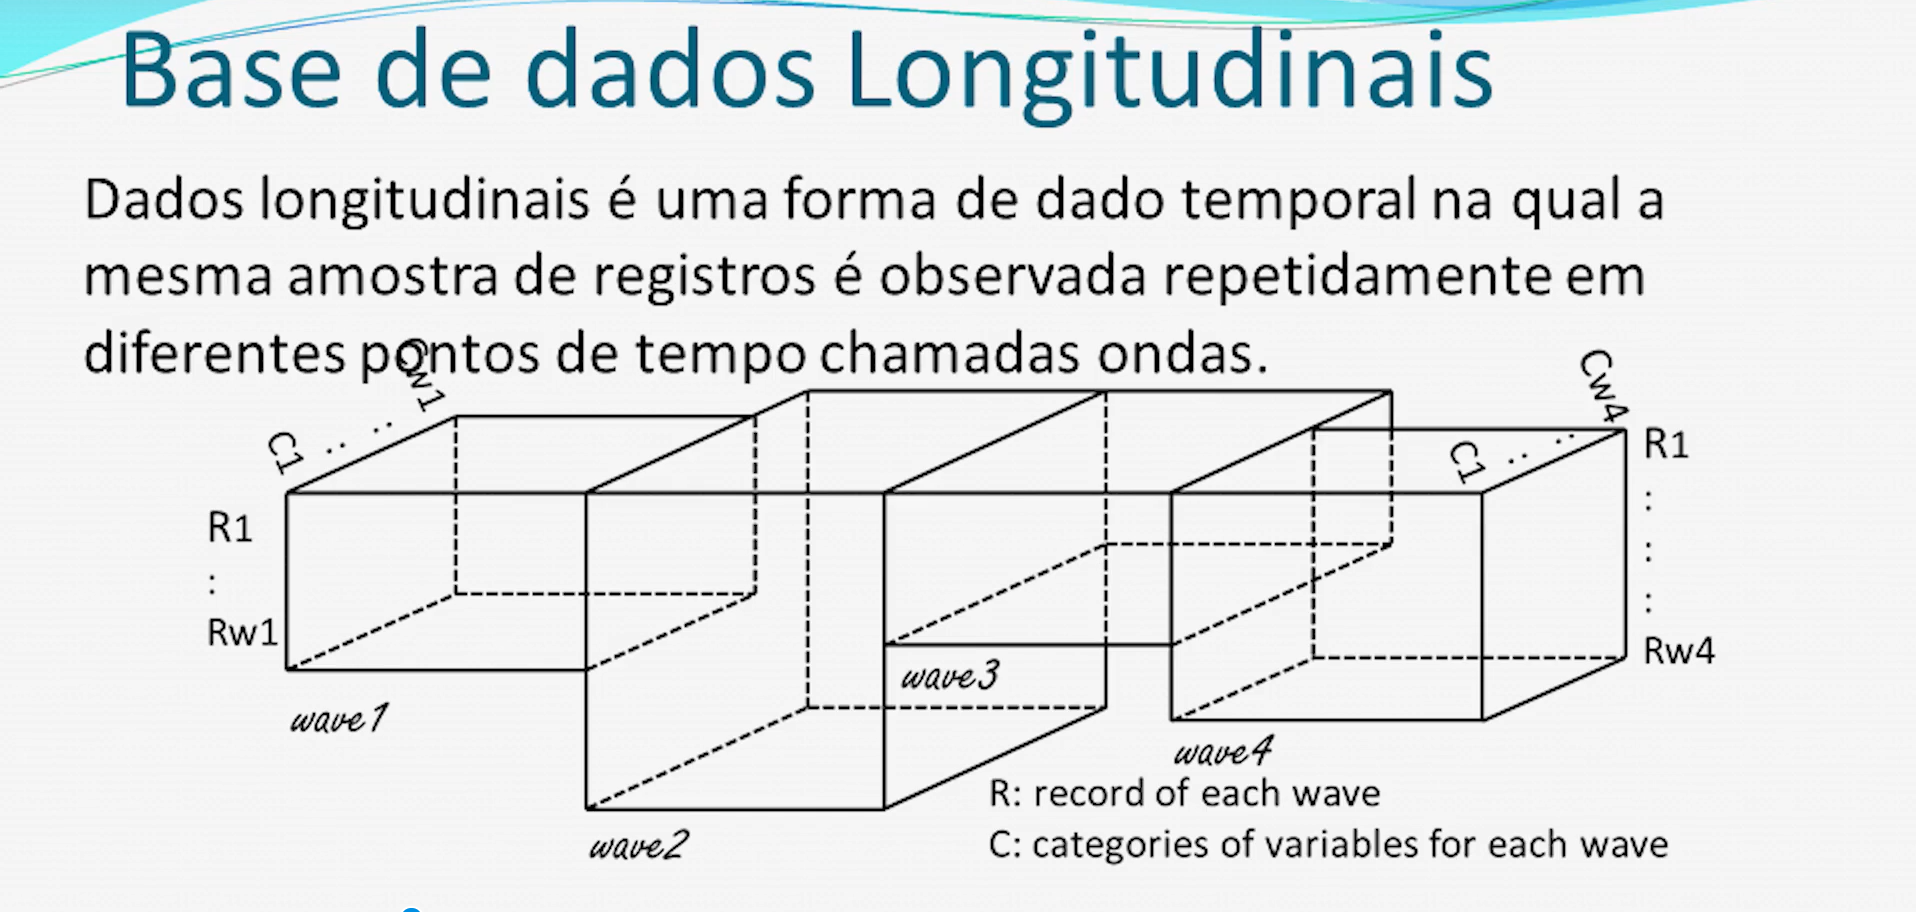 Base de dados Longitudinais
Dados longitudinais é uma forma de dado temporal na qual a
mesma amostra de registros é observada repetidamente em
diferentes pontos de tempo chamadas ondas.
C1 : : Cw1
R1
:
Rw1
wave1
wave2
wave3
wave4
C1 : : Cw4
R1
:
:
:
Rw4
R: record of each wave
C: categories of variables for each wave